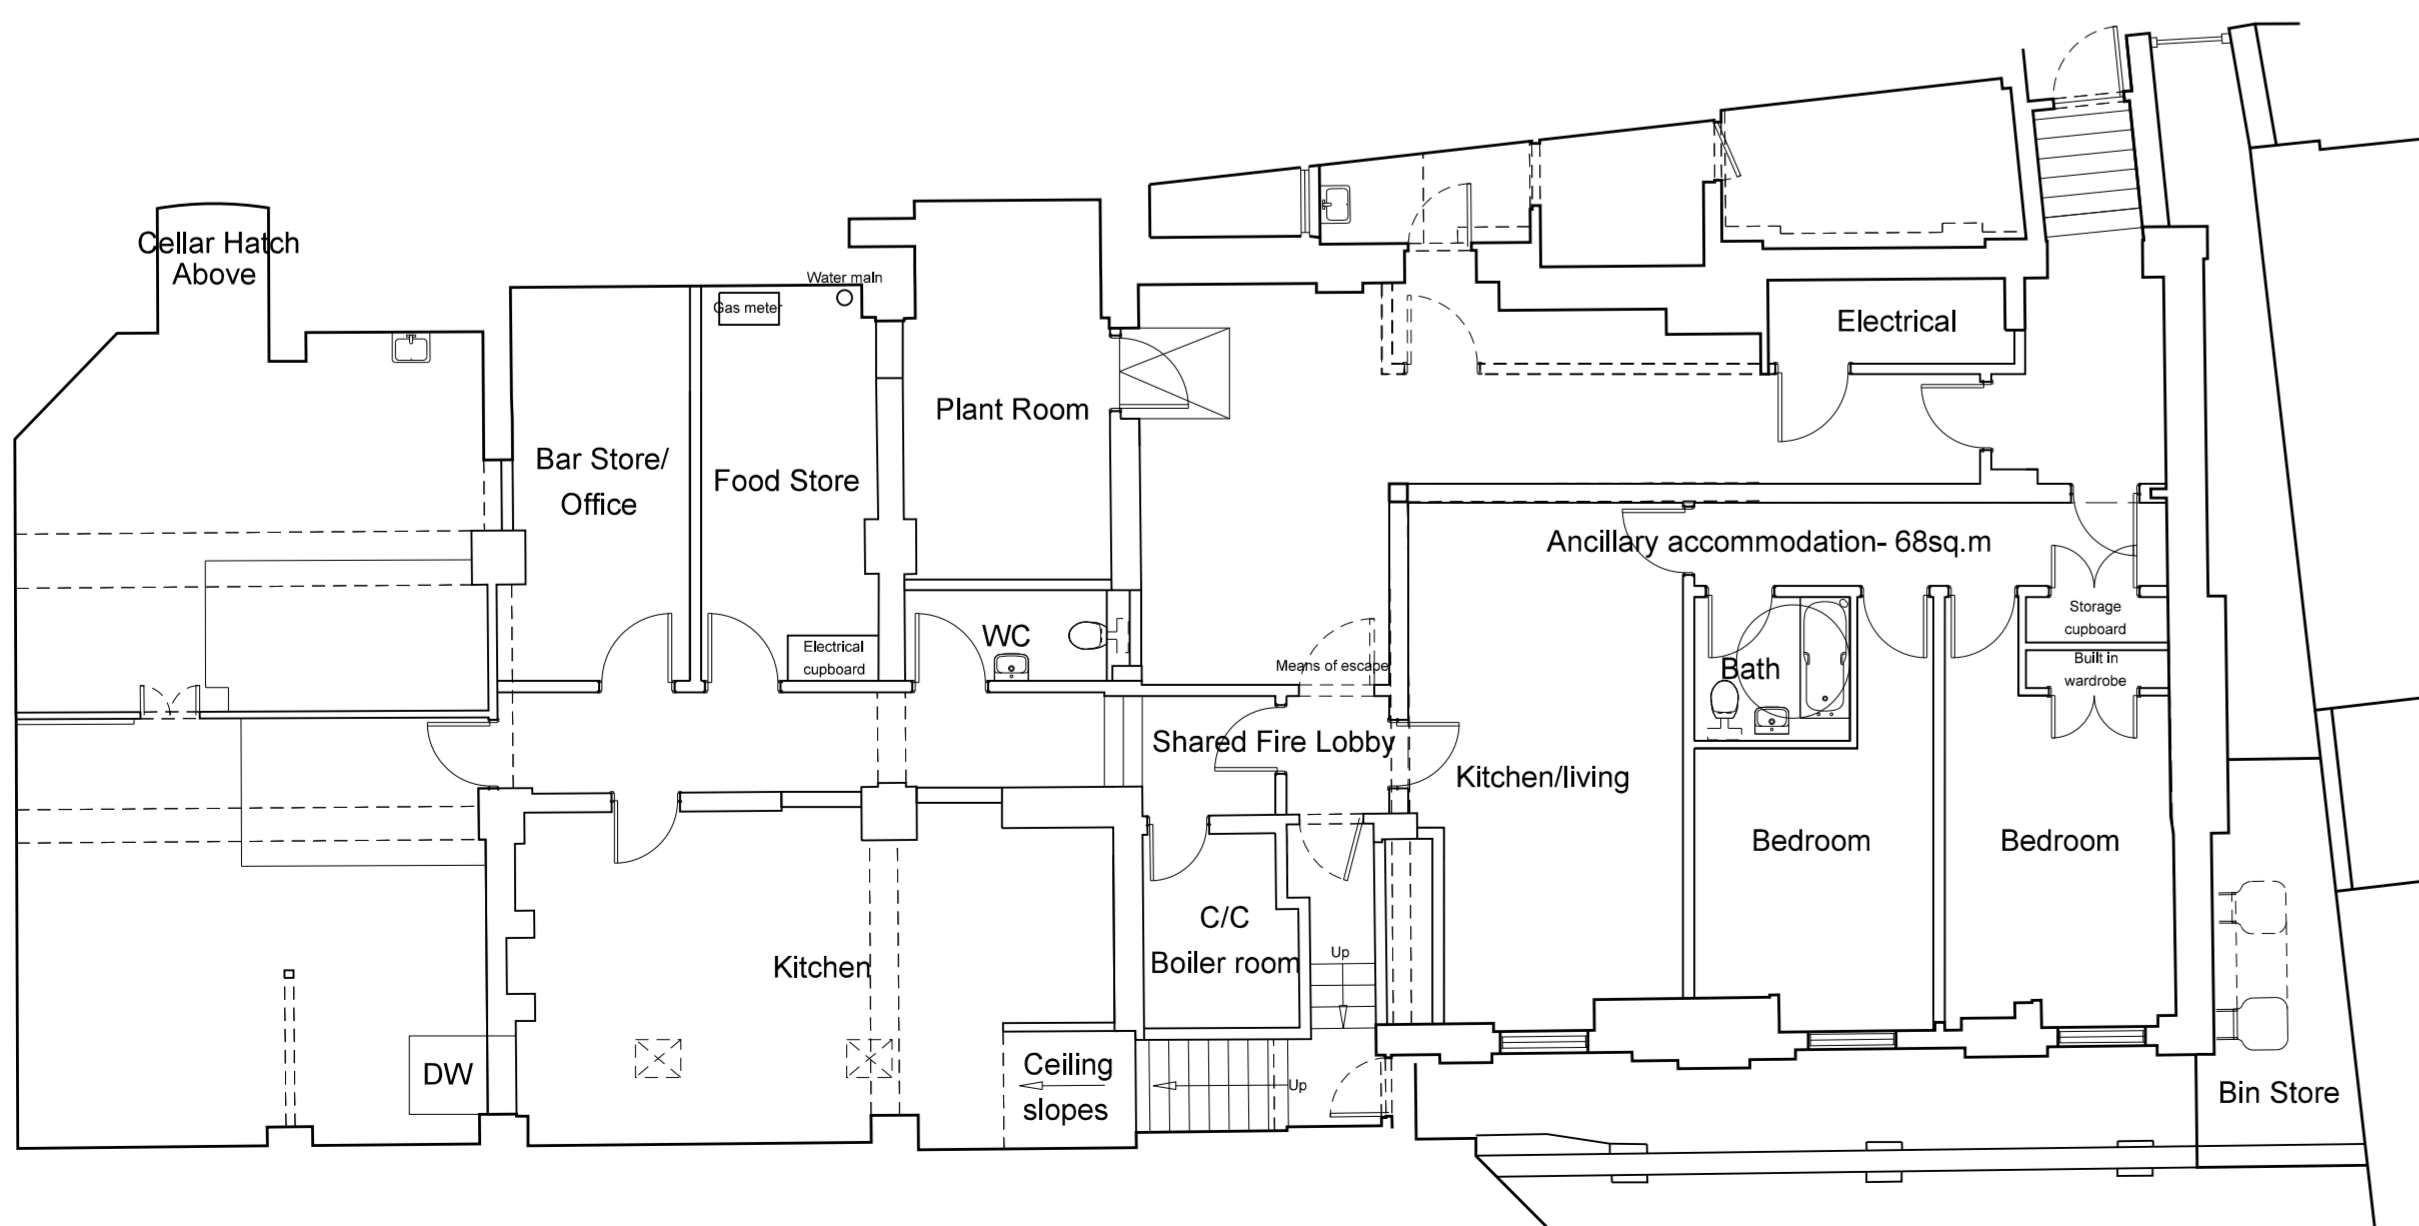 Cellar Hatch
Above
Water main
Gas meter
Electrical
Plant Room
Bar Store/
Office
Food Store
Ancillary accommodation- 68sq.m
Storage
cupboard
Electrical
cupboard
WC
Means of escape
Bath
Built in
wardrobe
Shared Fire Lobby
Kitchen/living
Bedroom
Bedroom
C/C
Boiler room
Up
Kitchen
DW
Ceiling
slopes
Up
Bin Store